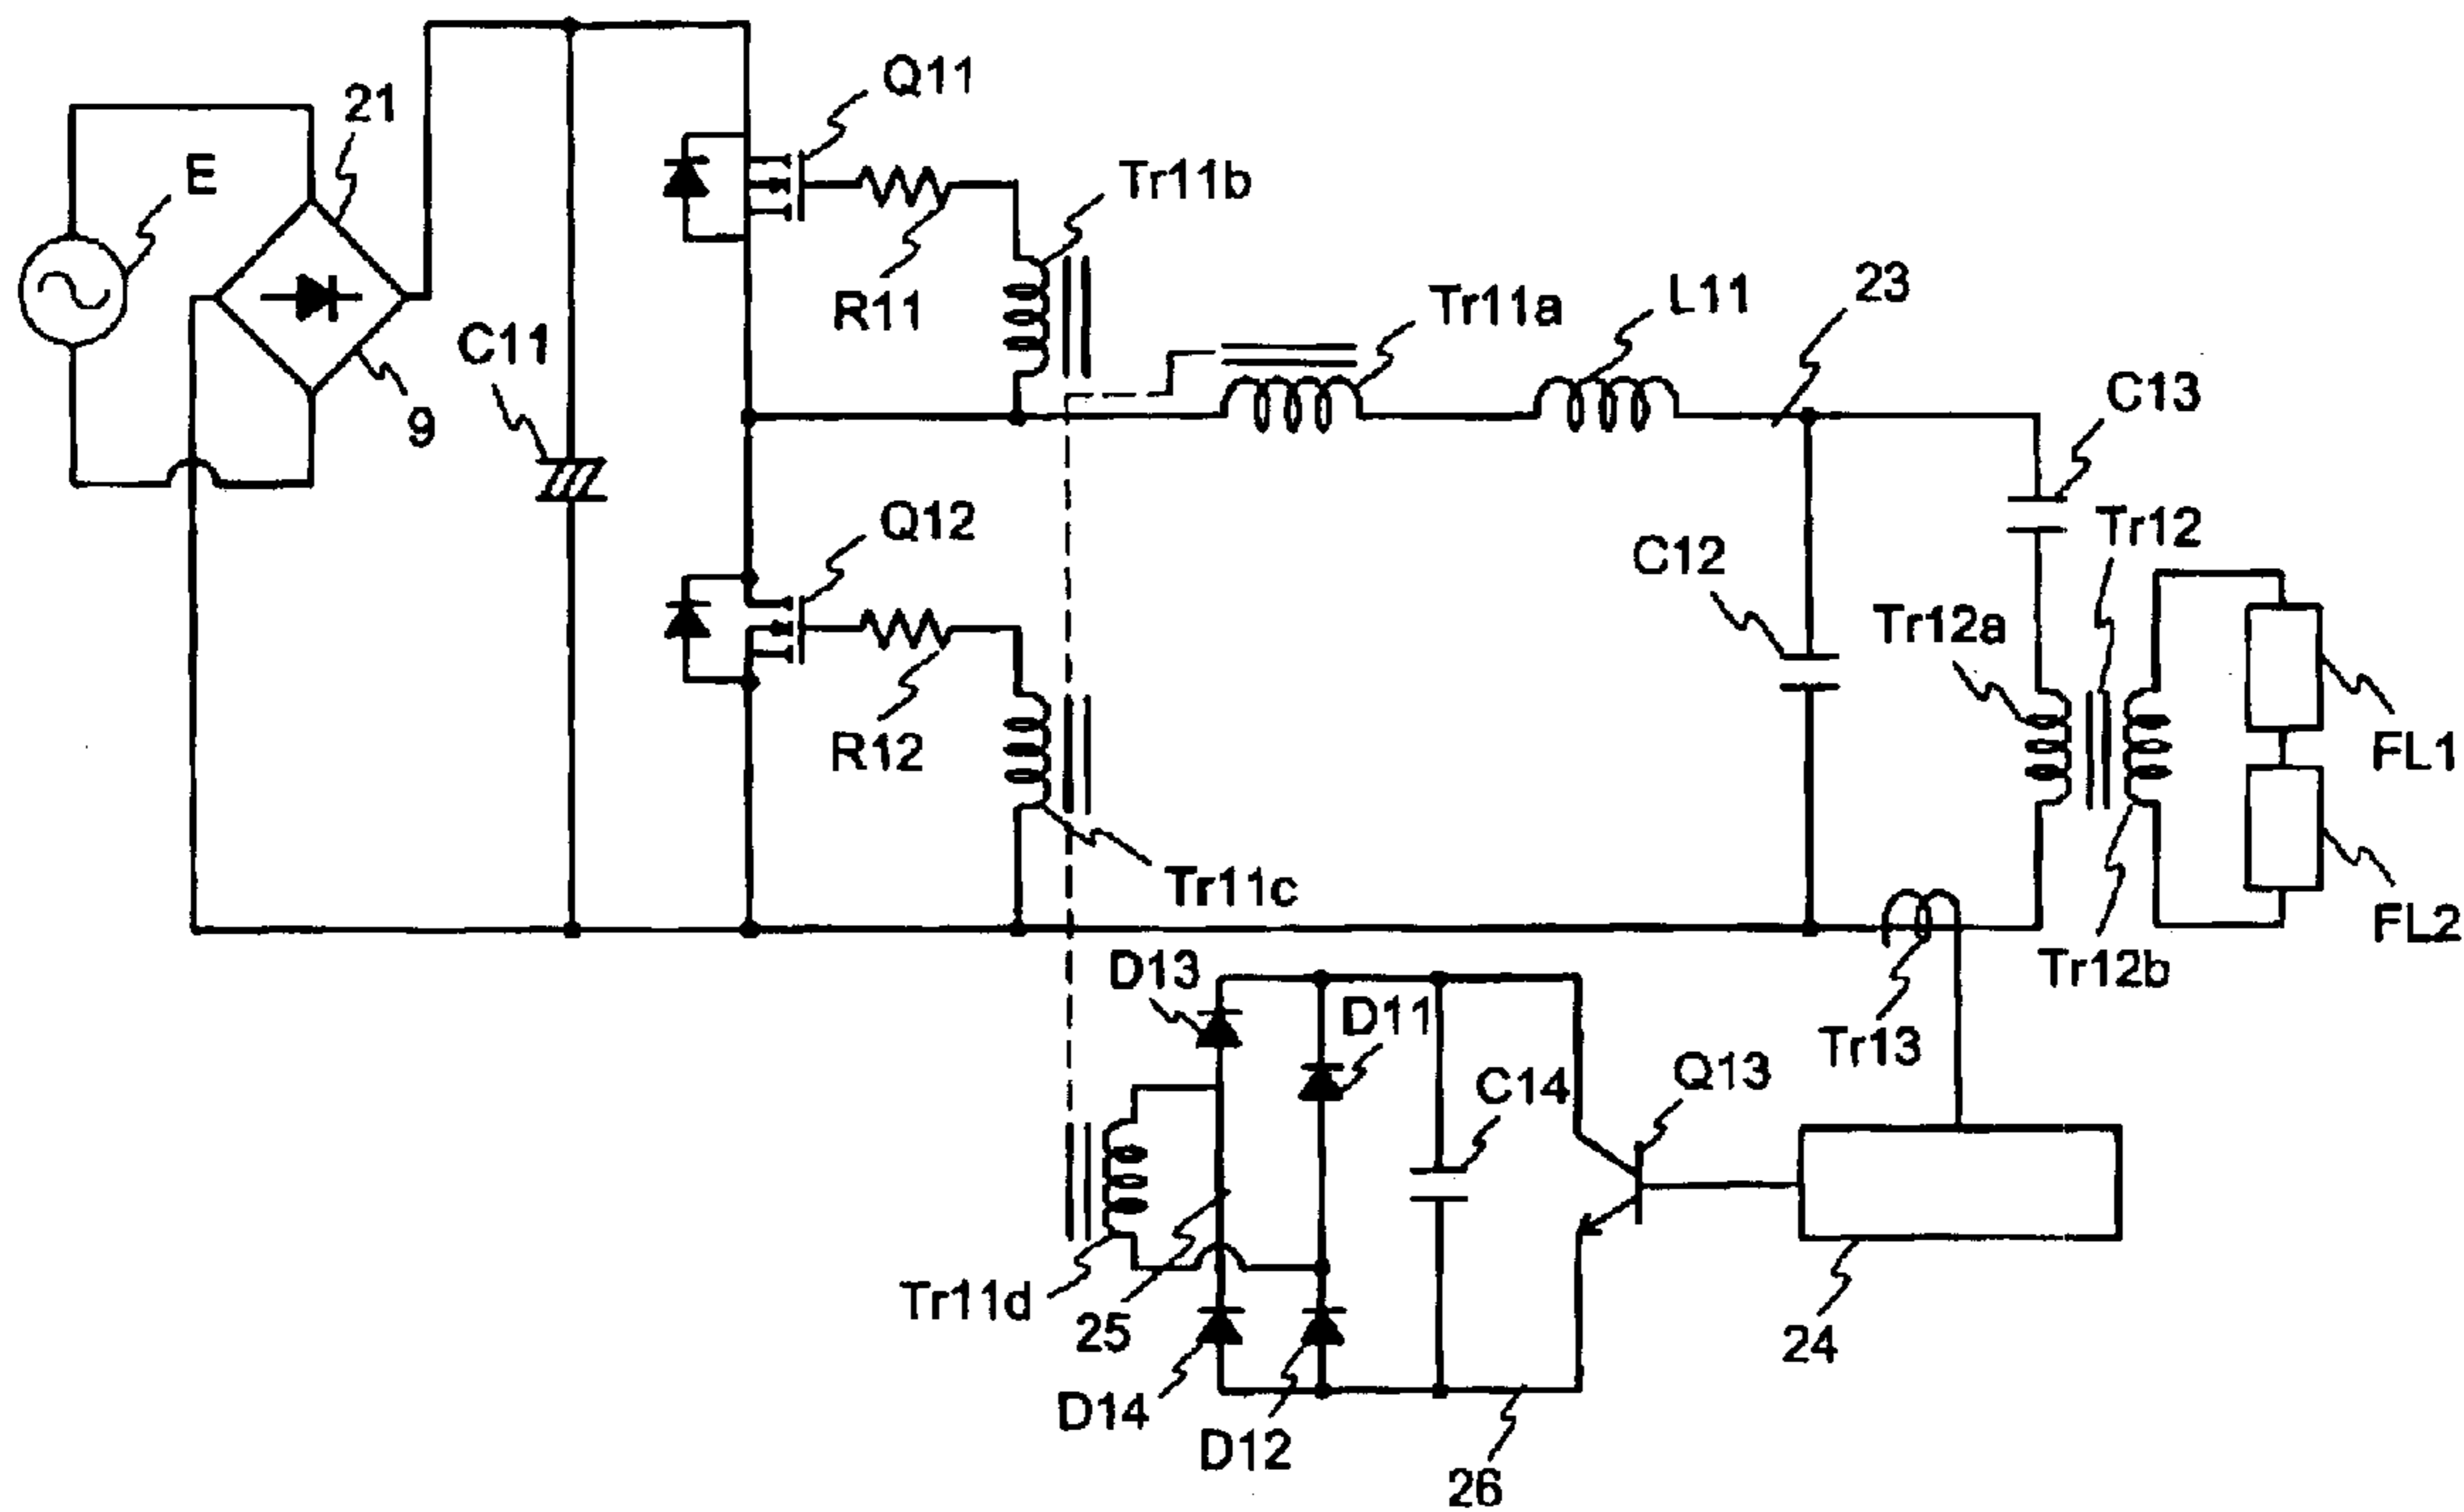 Q11
21
E
Tr11b
R11
Tr11a
L11
23
C11
C13
9
Q12
Tr12
C12
Tr12a
R12
FL1
Tr11c
FL2
D13
Tr12b
D11
Tr13
C14
Q13
Tr11d
25
24
D14
D12
26